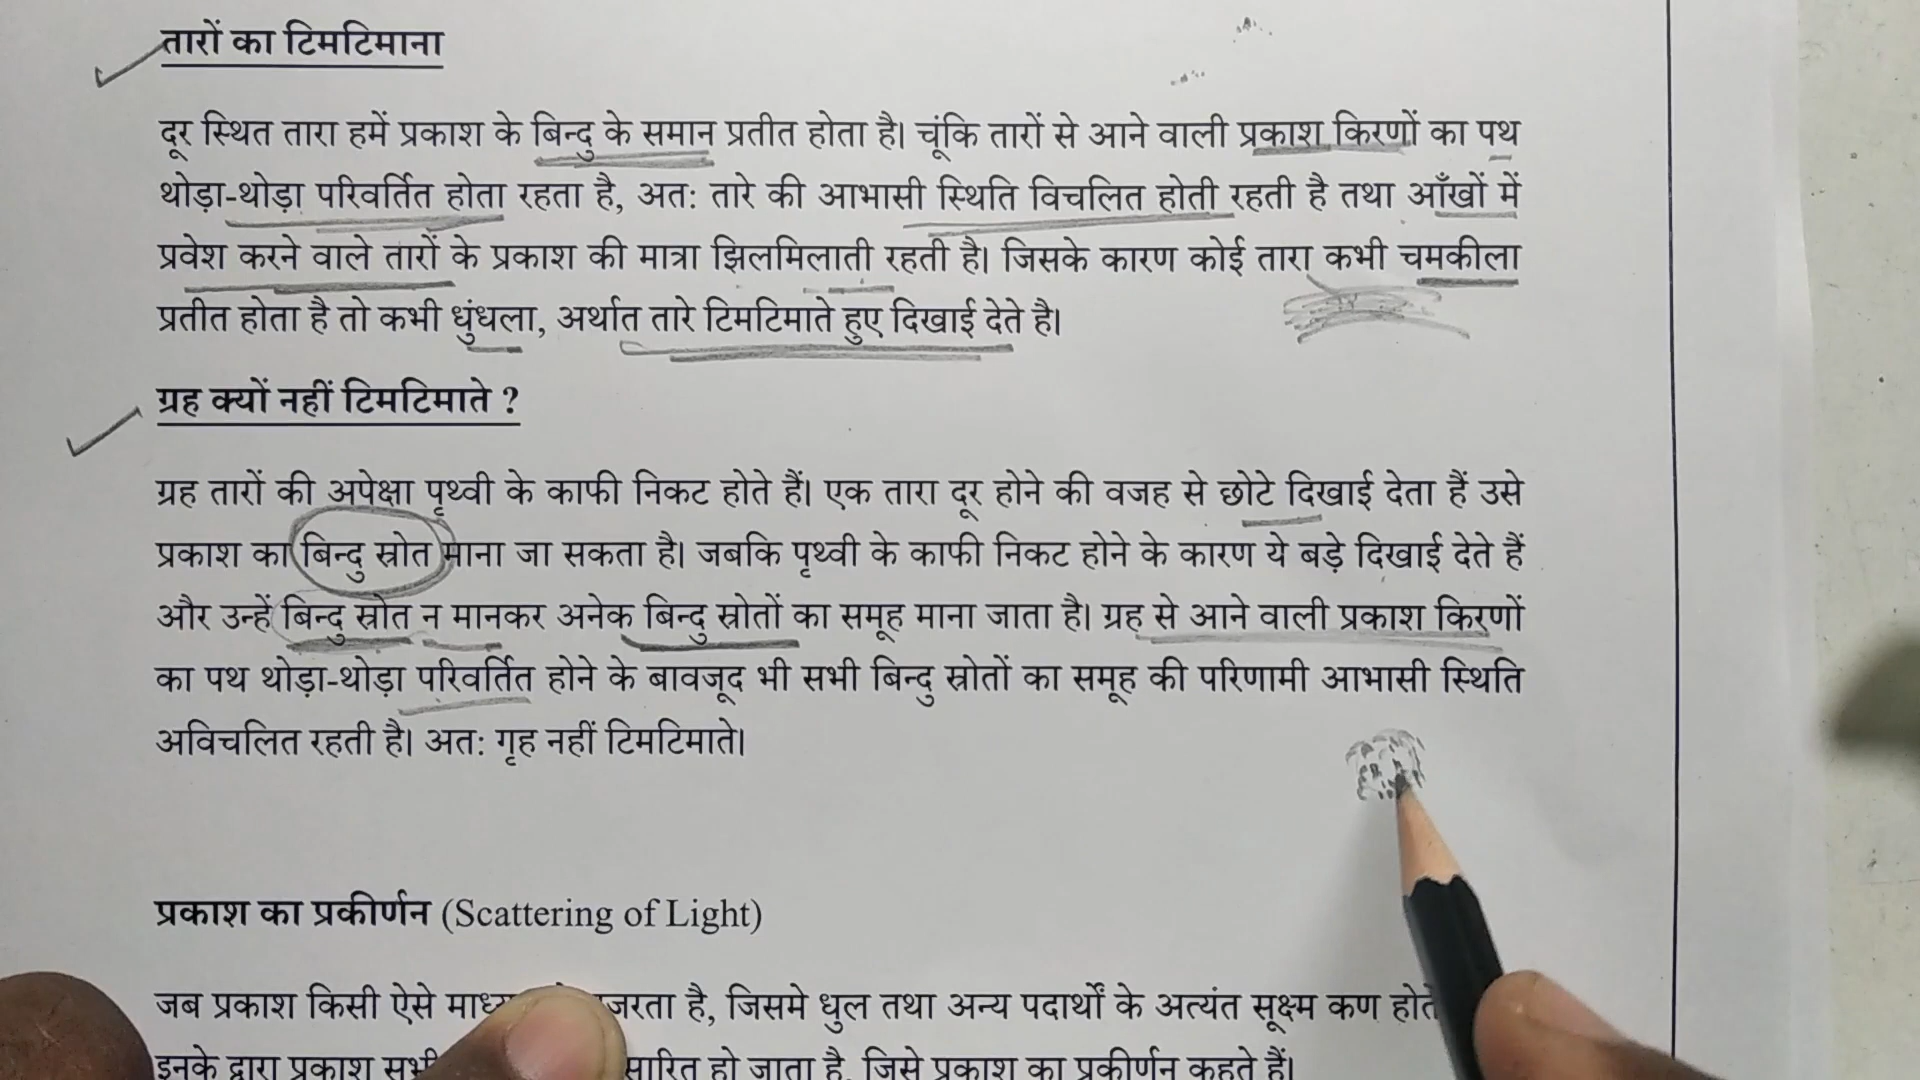 तारों का टिमटिमाना
दूर स्थित तारा हमें प्रकाश के बिन्दु के समान प्रतीत होता है। चूंकि तारों से आने वाली प्रकाश किरणों का पथ
थोड़ा-थोड़ा परिवर्तित होता रहता है, अत: तारे की आभासी स्थिति विचलित होती रहती है तथा आँखों में
प्रवेश करने वाले तारों के प्रकाश की मात्रा झिलमिलाती रहती है। जिसके कारण कोई तारा कभी चमकीला
प्रतीत होता है तो कभी धुंधला, अर्थात तारे टिमटिमाते हुए दिखाई देते है।
ग्रह क्यों नहीं टिमटिमाते ?
ग्रह तारों की अपेक्षा पृथ्वी के काफी निकट होते हैं। एक तारा दूर होने की वजह से छोटे दिखाई देता हैं उसे
प्रकाश का बिन्दु स्रोत माना जा सकता है। जबकि पृथ्वी के काफी निकट होने के कारण ये बड़े दिखाई देते हैं
और उन्हें बिन्दु स्रोत न मानकर अनेक बिन्दु स्रोतों का समूह माना जाता है। ग्रह से आने वाली प्रकाश किरणों
का पथ थोड़ा-थोड़ा परिवर्तित होने के बावजूद भी सभी बिन्दु स्रोतों का समूह की परिणामी आभासी स्थिति
अविचलित रहती है। अत: गृह नहीं टिमटिमाते।
प्रकाश का प्रकीर्णन (Scattering of Light)
जब प्रकाश किसी ऐसे है, जिसमे धुल तथा अन्य पदार्थों के अत्यंत सूक्ष्म कण
इनके द्वारा प्रकाश हो जाता है, जिसे प्रकाश का प्रकीर्णन कहते हैं।